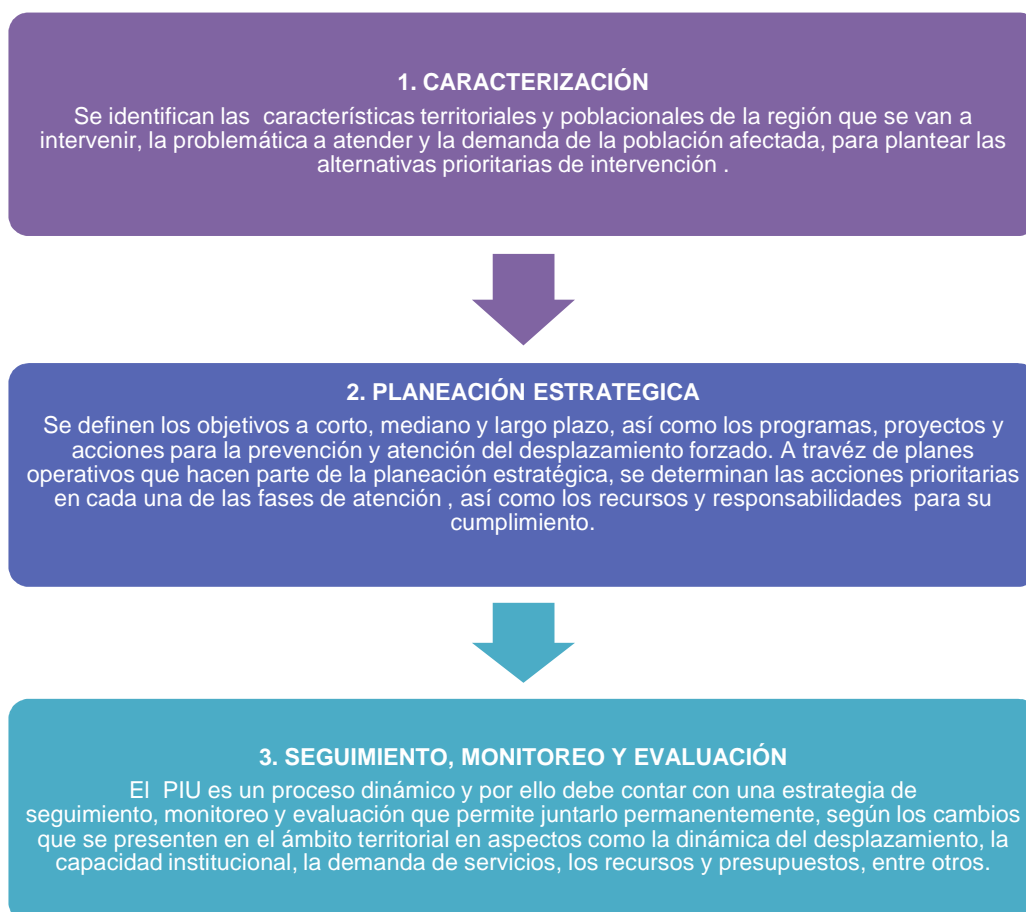 1. CARACTERIZACIÓN
Se identifican las características territoriales y poblacionales de la región que se van a
intervenir, la problemática a atender y la demanda de la población afectada, para plantear las
alternativas prioritarias de intervención .
2. PLANEACIÓN ESTRATEGICA
Se definen los objetivos a corto, mediano y largo plazo, así como los programas, proyectos y
acciones para la prevención y atención del desplazamiento forzado. A travéz de planes
operativos que hacen parte de la planeación estratégica, se determinan las acciones prioritarias
en cada una de las fases de atención , así como los recursos y responsabilidades para su
cumplimiento.
3. SEGUIMIENTO, MONITOREO Y EVALUACIÓN
El PIU es un proceso dinámico y por ello debe contar con una estrategia de
seguimiento, monitoreo y evaluación que permite juntarlo permanentemente, según los cambios
que se presenten en el ámbito territorial en aspectos como la dinámica del desplazamiento, la
capacidad institucional, la demanda de servicios, los recursos y presupuestos, entre otros.